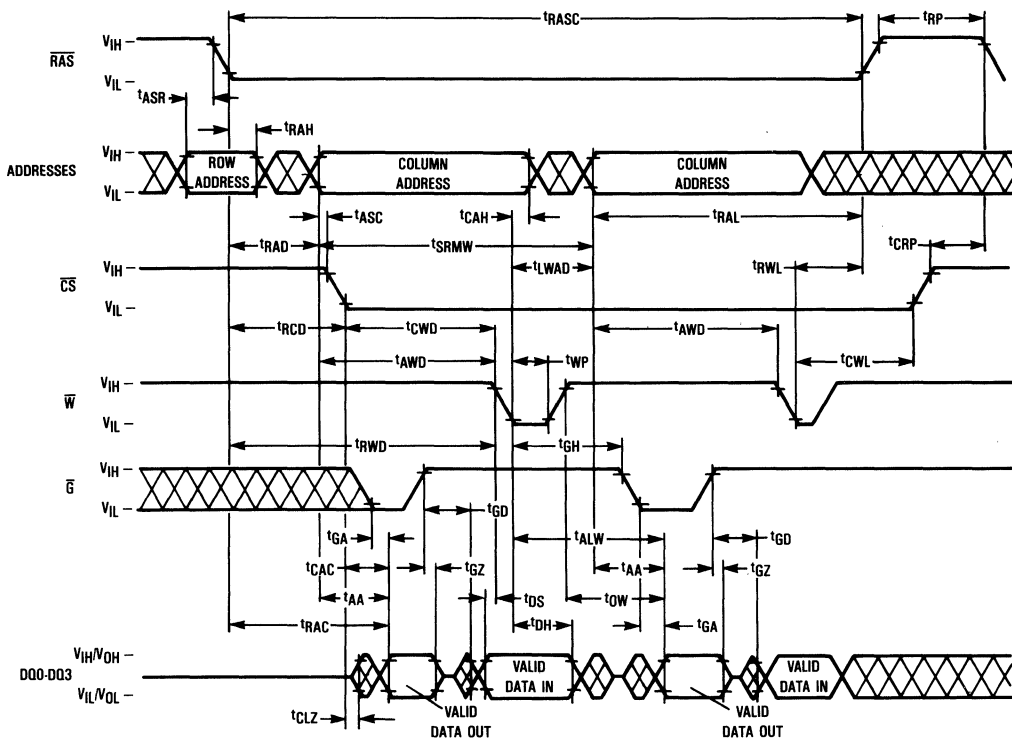 tRASC
tRP
RAS
VIH
VIL
tASR
tRAH
ADDRESSES
VIH
VIL
ROW
ADDRESS
COLUMN
ADDRESS
COLUMN
ADDRESS
tASC
tCAH
tRAL
tRAD
tSRMW
tCRP
tLWAD
tRWL
CS
VIH
VIL
tRCD
tCWD
tAWD
tAWD
tWP
tCWL
W
VIH
VIL
tRWD
tGH
G
VIH
VIL
tGD
tGA
tALW
tGD
tCAC
tGZ
tAA
tGZ
tAA
tDS
tOW
tRAC
tDH
tGA
DO0-DO3
VIH/VOH
VIL/VOL
VALID
DATA IN
VALID
DATA IN
tCLZ
VALID
DATA OUT
VALID
DATA OUT